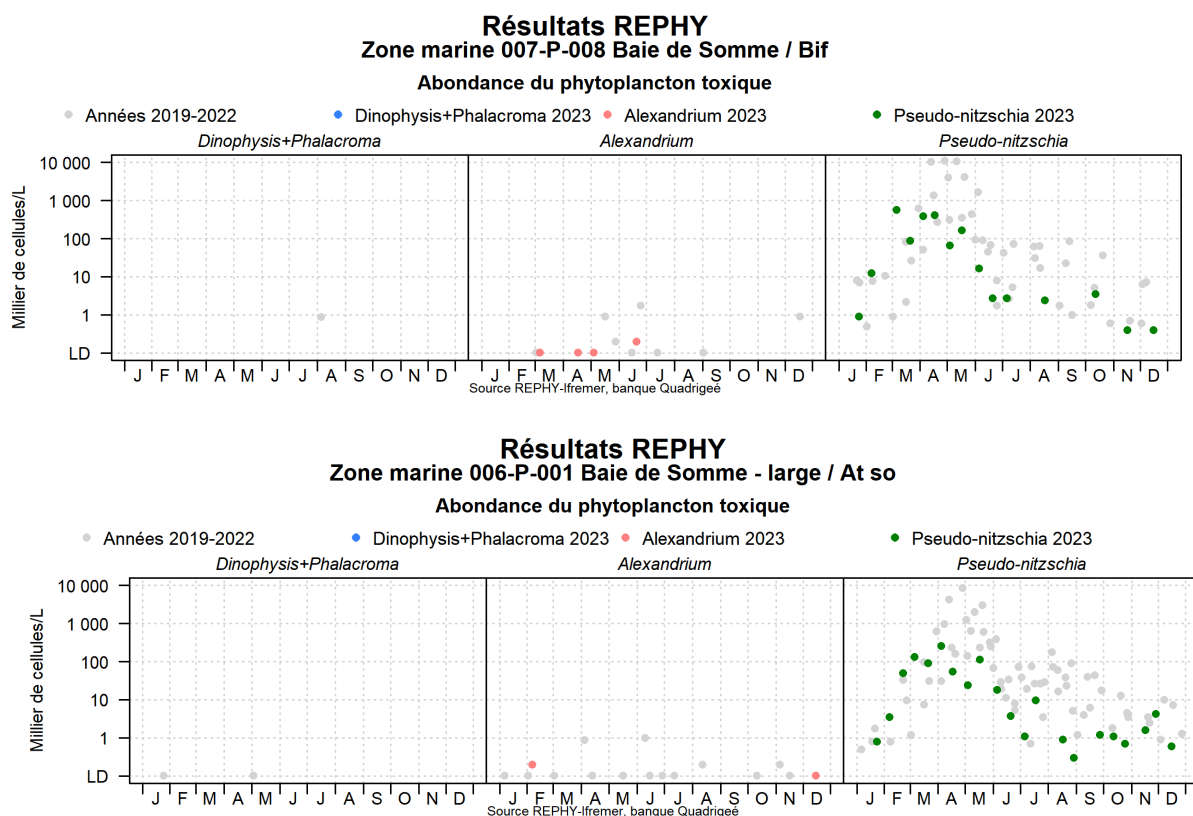 Résultats REPHY
Zone marine 007-P-008 Baie de Somme / Bif
Abondance du phytoplancton toxique
Années 2019-2022 Dinophysis+Phalacroma 2023 Alexandrium 2023 Pseudo-nitzschia 2023
Dinophysis+Phalacroma Alexandrium Pseudo-nitzschia
Millier de cellules/L
10 000
1 000
100
10
1
LD
J F M A M J J A S O N D J F M A M J J A S O N D J F M A M J J A S O N D
Source REPHY-Ifremer, banque Quadrigeé
Résultats REPHY
Zone marine 006-P-001 Baie de Somme - large / At so
Abondance du phytoplancton toxique
Années 2019-2022 Dinophysis+Phalacroma 2023 Alexandrium 2023 Pseudo-nitzschia 2023
Dinophysis+Phalacroma Alexandrium Pseudo-nitzschia
Millier de cellules/L
10 000
1 000
100
10
1
LD
J F M A M J J A S O N D J F M A M J J A S O N D J F M A M J J A S O N D
Source REPHY-Ifremer, banque Quadrigeé